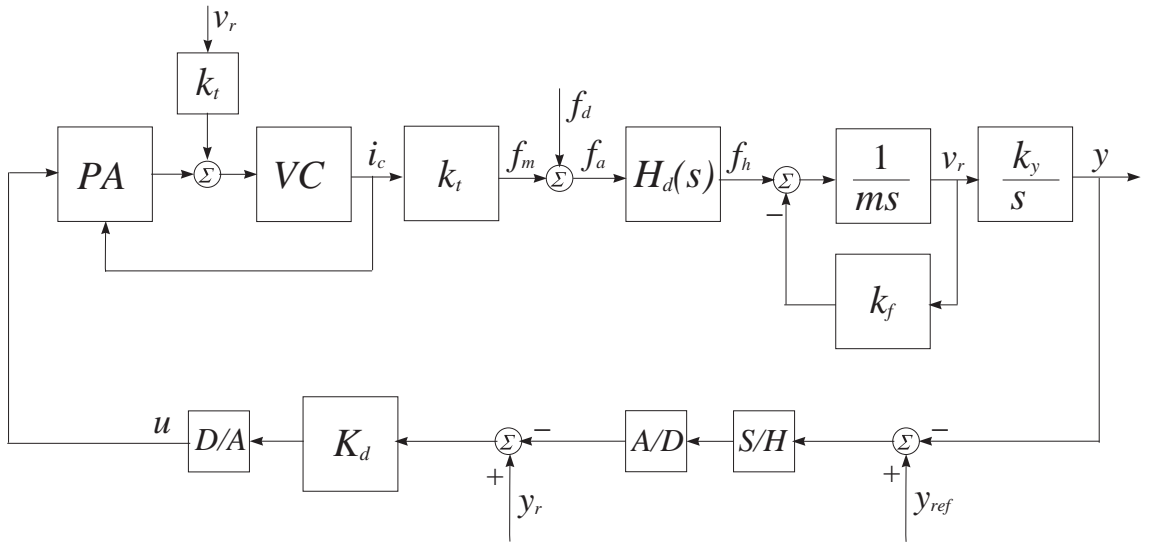 v_r
k_t
f_d
PA
Σ
VC
i_c
k_t
f_m
Σ
f_a
H_d(s)
f_h
Σ
−
1
ms
v_r
k_y
s
y
k_f
u
D/A
K_d
Σ
−
+
y_r
A/D
S/H
Σ
−
+
y_ref